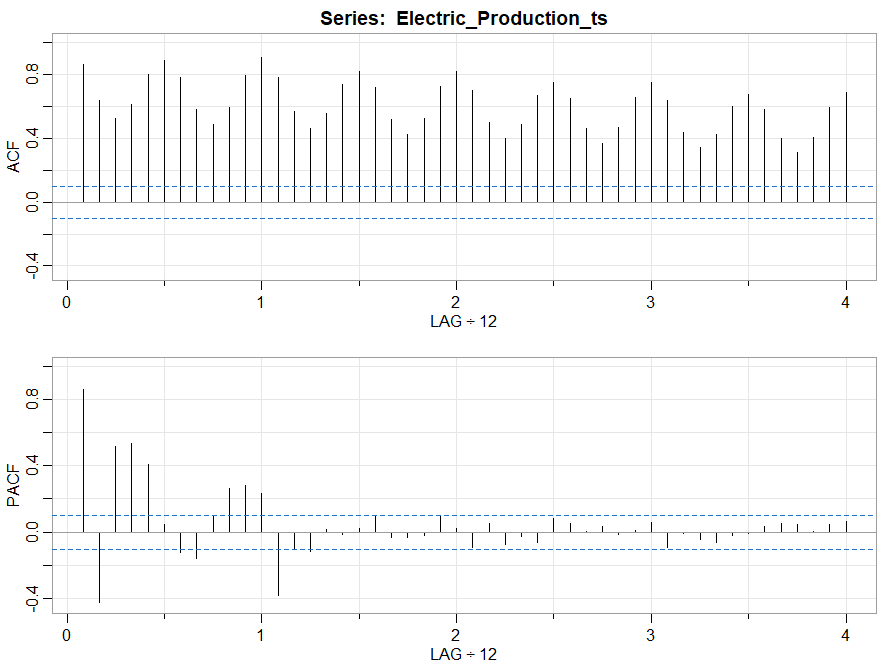 Series:  Electric_Production_ts
ACF
0.8
0.4
0.0
-0.4
0 1 2 3 4
LAG ÷ 12
PACF
0.8
0.4
0.0
-0.4
0 1 2 3 4
LAG ÷ 12